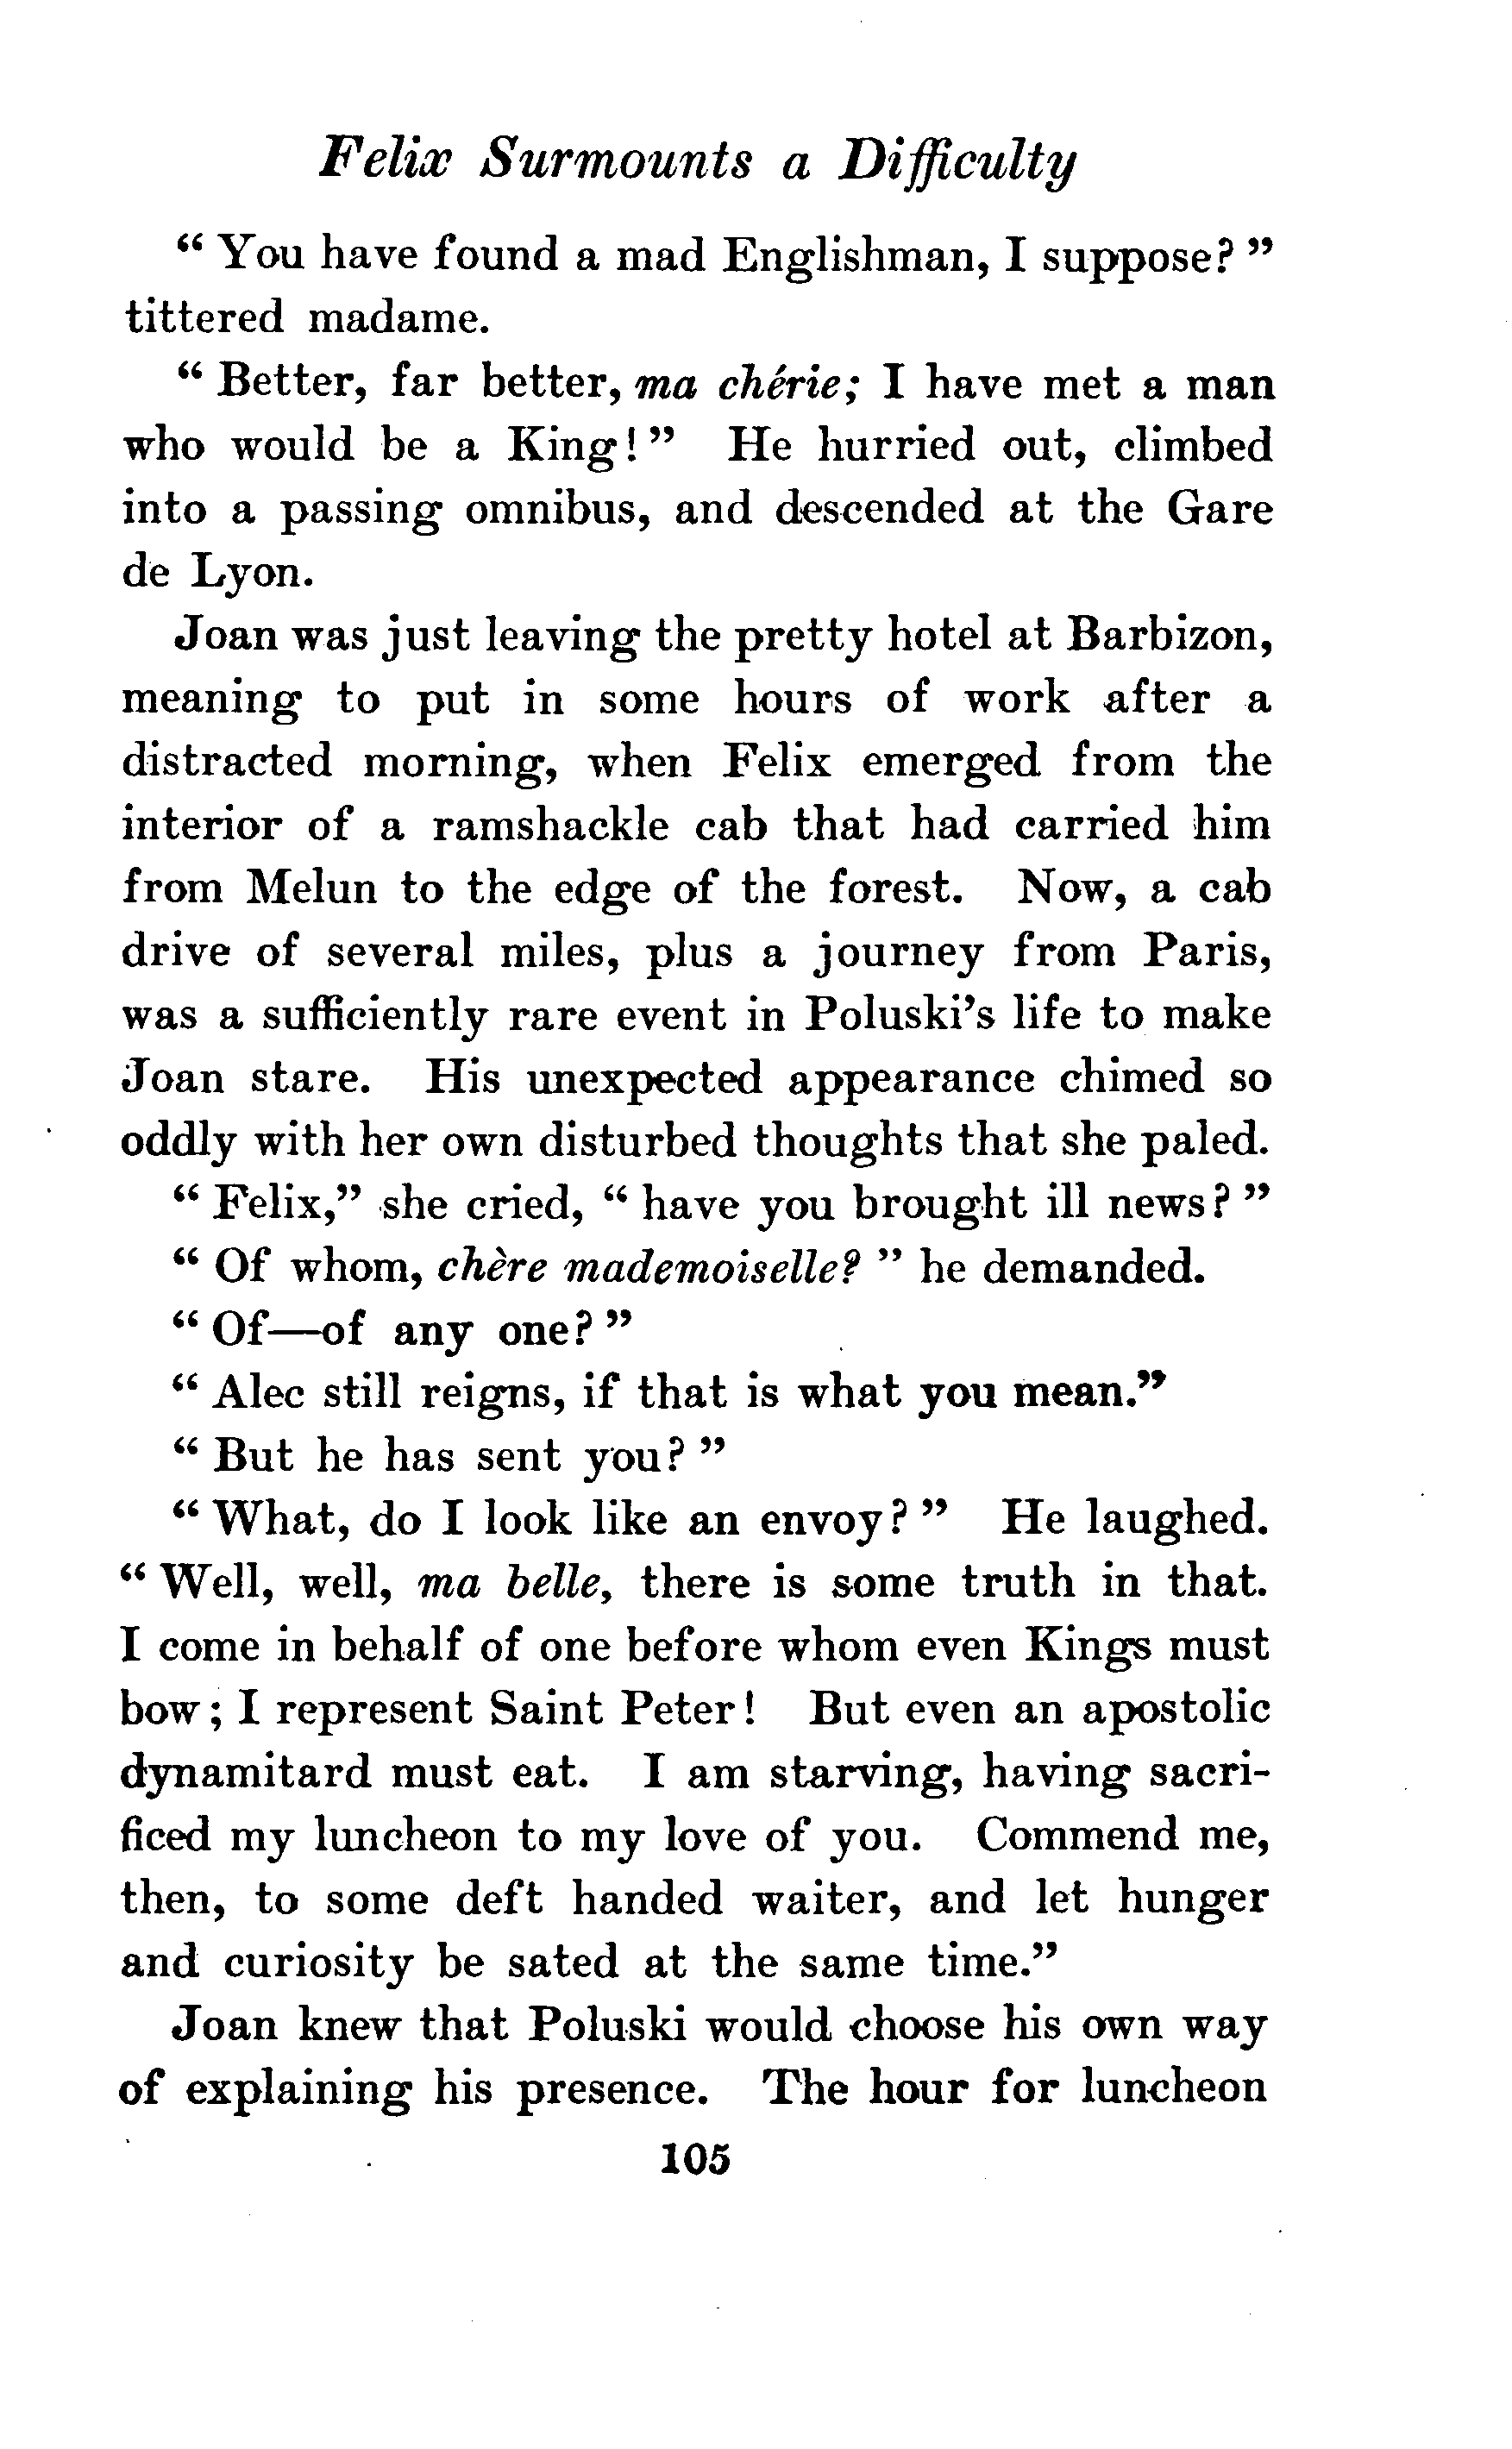 Felix Surmounts a Difficulty
“ You have found a mad Englishman, I suppose? ”
tittered madame.
“ Better, far better, ma chérie; I have met a man
who would be a King! ” He hurried out, climbed
into a passing omnibus, and descended at the Gare
de Lyon.
Joan was just leaving the pretty hotel at Barbizon,
meaning to put in some hours of work after a
distracted morning, when Felix emerged from the
interior of a ramshackle cab that had carried him
from Melun to the edge of the forest. Now, a cab
drive of several miles, plus a journey from Paris,
was a sufficiently rare event in Poluski’s life to make
Joan stare. His unexpected appearance chimed so
oddly with her own disturbed thoughts that she paled.
“ Felix,” she cried, “ have you brought ill news? ”
“ Of whom, chère mademoiselle? ” he demanded.
“ Of—of any one? ”
“ Alec still reigns, if that is what you mean.”
“ But he has sent you? ”
“ What, do I look like an envoy? ” He laughed.
“ Well, well, ma belle, there is some truth in that.
I come in behalf of one before whom even Kings must
bow; I represent Saint Peter! But even an apostolic
dynamitard must eat. I am starving, having sacri-
ficed my luncheon to my love of you. Commend me,
then, to some deft handed waiter, and let hunger
and curiosity be sated at the same time.”
Joan knew that Poluski would choose his own way
of explaining his presence. The hour for luncheon
105